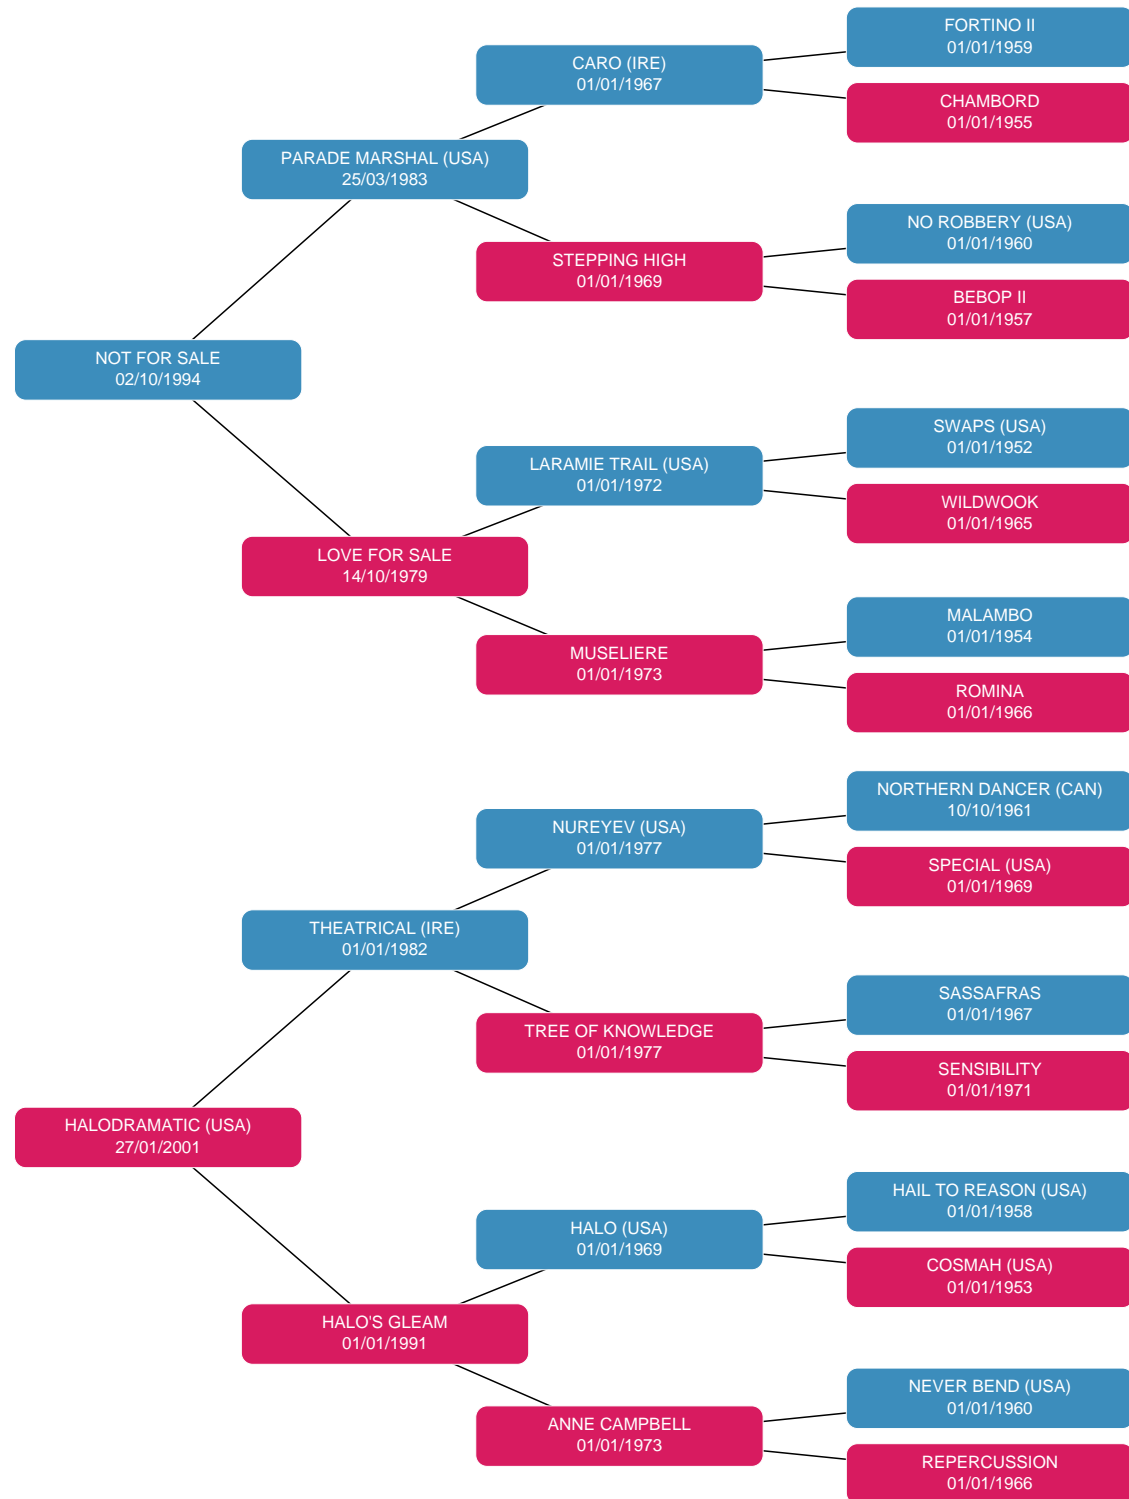 FORTINO II
01/01/1959
CARO (IRE)
01/01/1967
CHAMBORD
01/01/1955
PARADE MARSHAL (USA)
25/03/1983
NO ROBBERY (USA)
01/01/1960
STEPPING HIGH
01/01/1969
BEBOP II
01/01/1957
NOT FOR SALE
02/10/1994
SWAPS (USA)
01/01/1952
LARAMIE TRAIL (USA)
01/01/1972
WILDWOOK
01/01/1965
LOVE FOR SALE
14/10/1979
MALAMBO
01/01/1954
MUSELIERE
01/01/1973
ROMINA
01/01/1966
NORTHERN DANCER (CAN)
10/10/1961
NUREYEV (USA)
01/01/1977
SPECIAL (USA)
01/01/1969
THEATRICAL (IRE)
01/01/1982
SASSAFRAS
01/01/1967
TREE OF KNOWLEDGE
01/01/1977
SENSIBILITY
01/01/1971
HALODRAMATIC (USA)
27/01/2001
HAIL TO REASON (USA)
01/01/1958
HALO (USA)
01/01/1969
COSMAH (USA)
01/01/1953
HALO'S GLEAM
01/01/1991
NEVER BEND (USA)
01/01/1960
ANNE CAMPBELL
01/01/1973
REPERCUSSION
01/01/1966